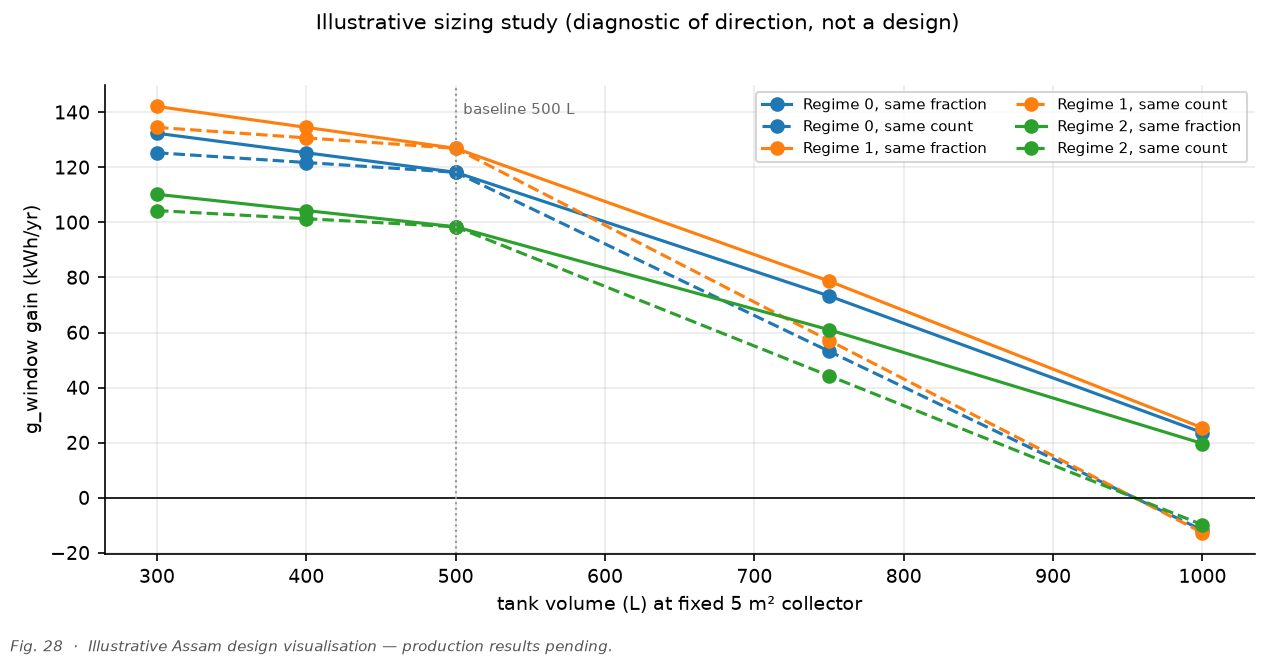 Illustrative sizing study (diagnostic of direction, not a design)
140
120
100
80
60
40
20
0
−20
g_window gain (kWh/yr)
baseline 500 L
Regime 0, same fraction
Regime 0, same count
Regime 1, same fraction
Regime 1, same count
Regime 2, same fraction
Regime 2, same count
300 400 500 600 700 800 900 1000
tank volume (L) at fixed 5 m² collector
Fig. 28 · Illustrative Assam design visualisation — production results pending.